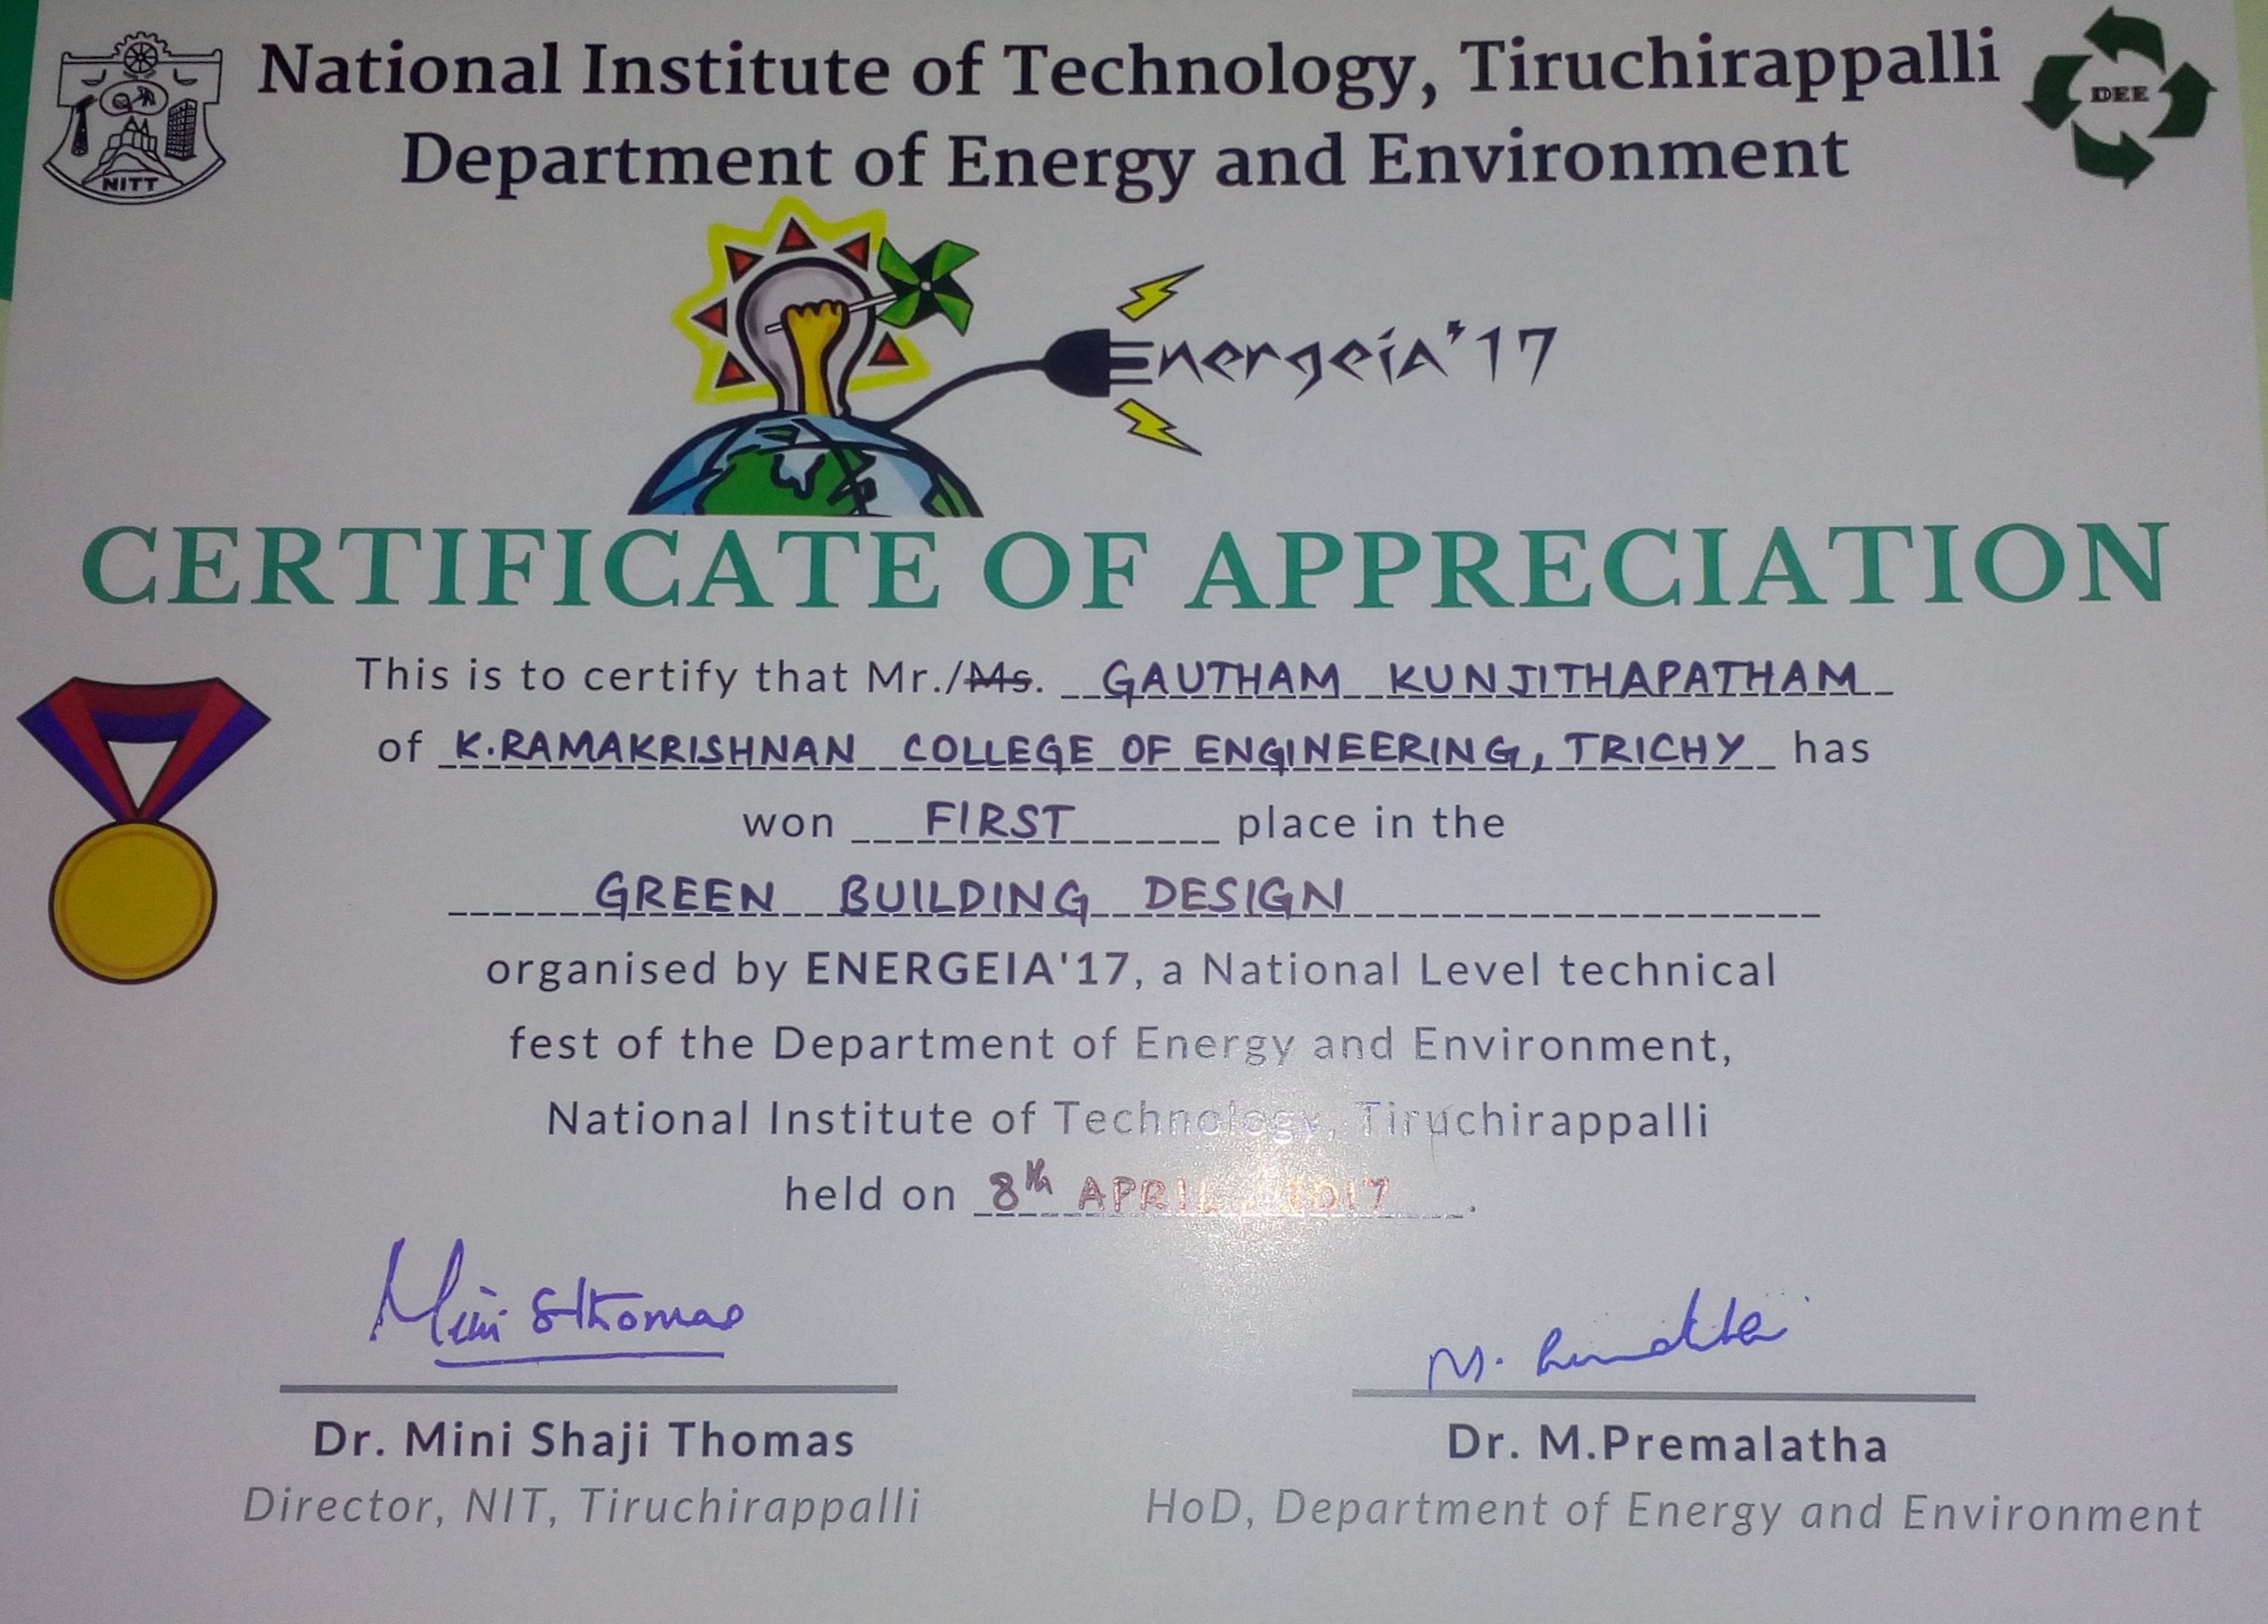 National Institute of Technology, Tiruchirappalli
Department of Energy and Environment
NITT
DEE
Energeia'17
CERTIFICATE OF APPRECIATION
This is to certify that Mr./Ms. GAUTHAM KUNJITHAPATHAM
of K.RAMAKRISHNAN COLLEGE OF ENGINEERING, TRICHY has
won FIRST place in the
GREEN BUILDING DESIGN
organised by ENERGEIA'17, a National Level technical
fest of the Department of Energy and Environment,
National Institute of Technology, Tiruchirappalli
held on 8th APRIL 2017.
Mini S Thomas
Dr. Mini Shaji Thomas
Director, NIT, Tiruchirappalli
M. Premalatha
Dr. M.Premalatha
HoD, Department of Energy and Environment